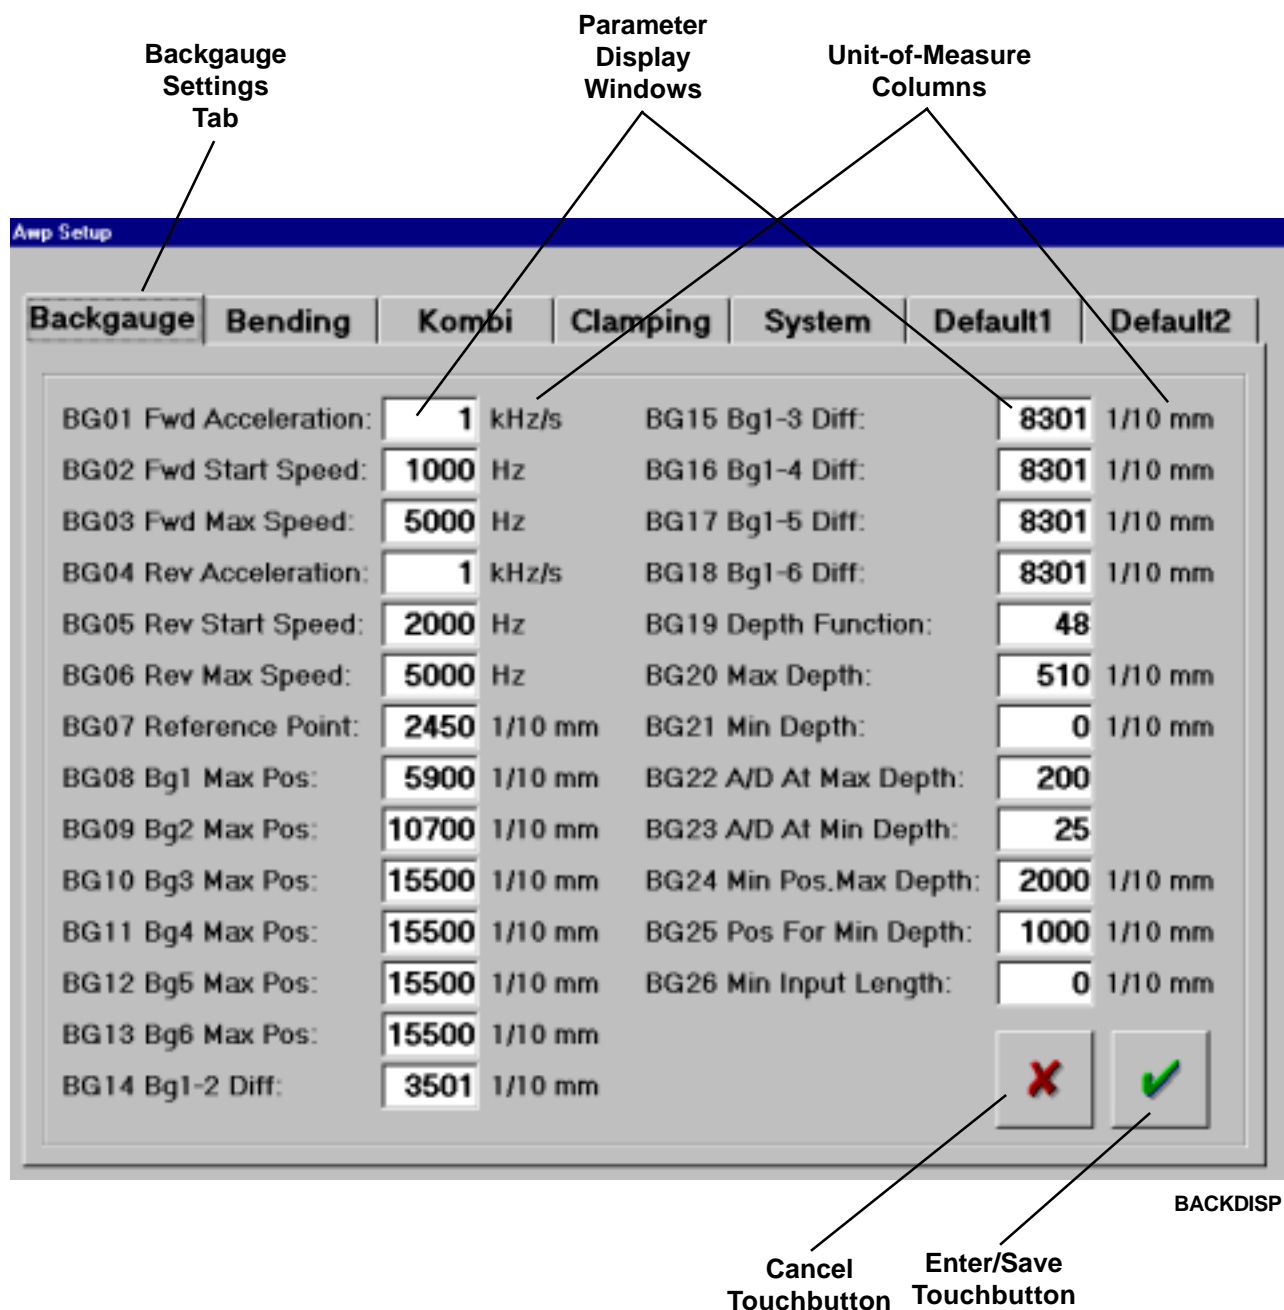 Backgauge
Settings
Tab
Parameter
Display
Windows
Unit-of-Measure
Columns
Awp Setup
Backgauge Bending Kombi Clamping System Default1 Default2
BG01 Fwd Acceleration: 1 kHz/s
BG02 Fwd Start Speed: 1000 Hz
BG03 Fwd Max Speed: 5000 Hz
BG04 Rev Acceleration: 1 kHz/s
BG05 Rev Start Speed: 2000 Hz
BG06 Rev Max Speed: 5000 Hz
BG07 Reference Point: 2450 1/10 mm
BG08 Bg1 Max Pos: 5900 1/10 mm
BG09 Bg2 Max Pos: 10700 1/10 mm
BG10 Bg3 Max Pos: 15500 1/10 mm
BG11 Bg4 Max Pos: 15500 1/10 mm
BG12 Bg5 Max Pos: 15500 1/10 mm
BG13 Bg6 Max Pos: 15500 1/10 mm
BG14 Bg1-2 Diff: 3501 1/10 mm
BG15 Bg1-3 Diff: 8301 1/10 mm
BG16 Bg1-4 Diff: 8301 1/10 mm
BG17 Bg1-5 Diff: 8301 1/10 mm
BG18 Bg1-6 Diff: 8301 1/10 mm
BG19 Depth Function: 48
BG20 Max Depth: 510 1/10 mm
BG21 Min Depth: 0 1/10 mm
BG22 A/D At Max Depth: 200
BG23 A/D At Min Depth: 25
BG24 Min Pos.Max Depth: 2000 1/10 mm
BG25 Pos For Min Depth: 1000 1/10 mm
BG26 Min Input Length: 0 1/10 mm
BACKDISP
Cancel
Touchbutton
Enter/Save
Touchbutton